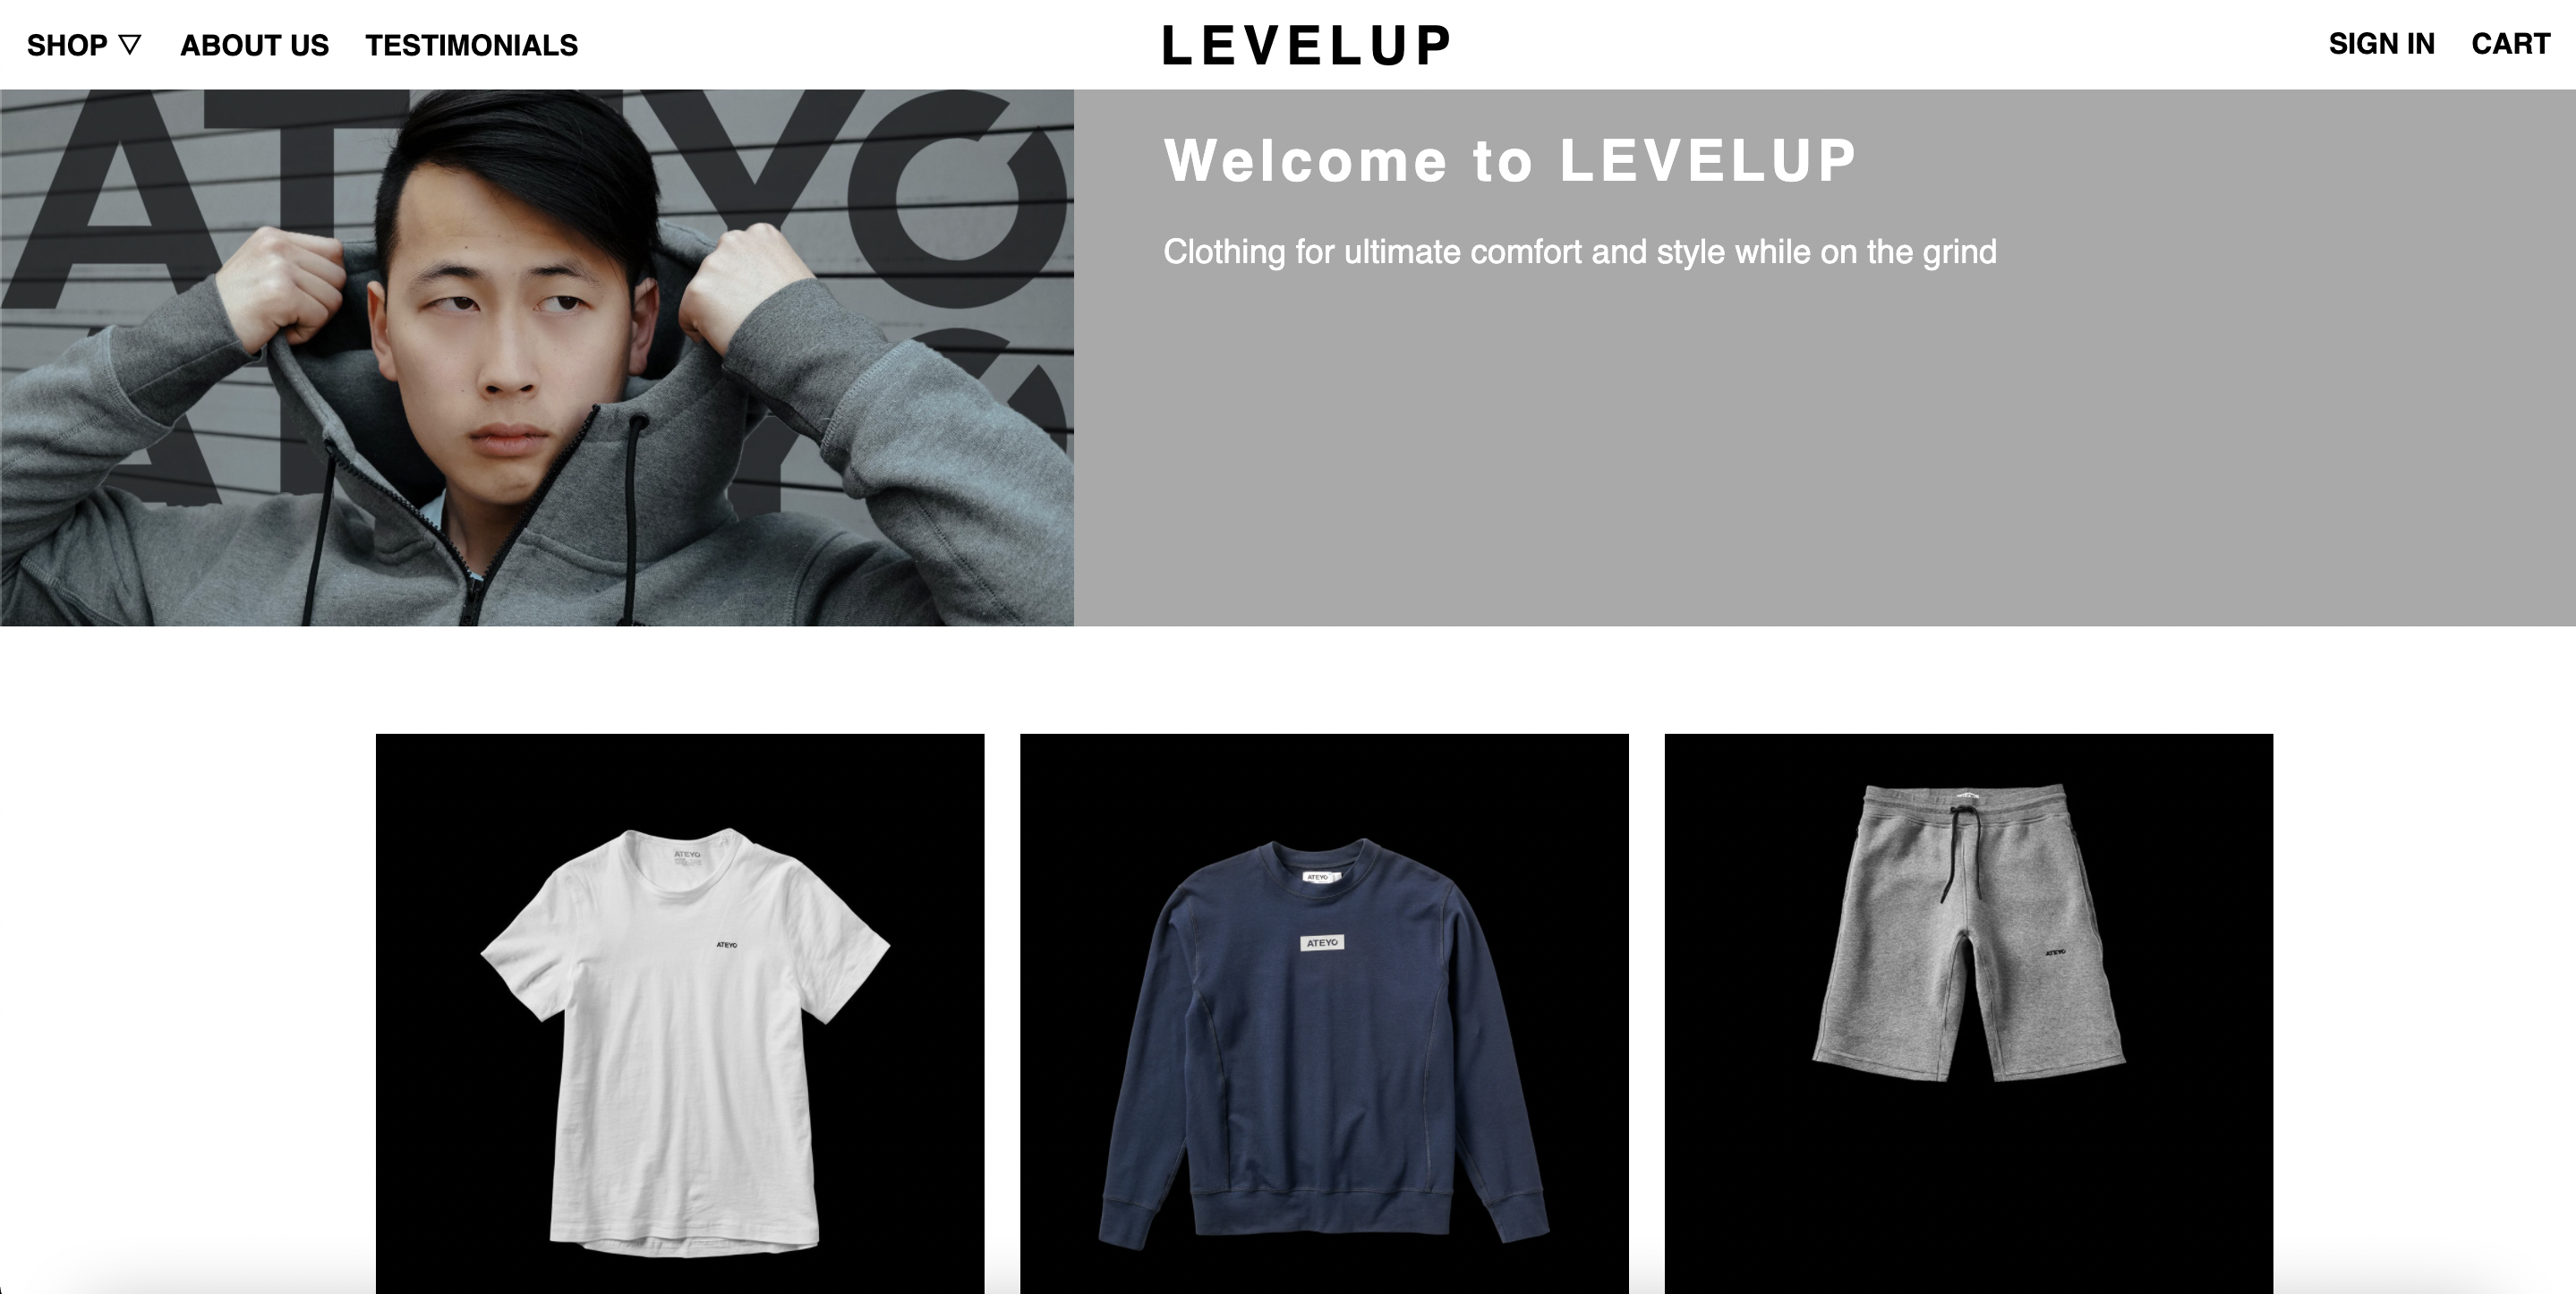 SHOP ▽ ABOUT US TESTIMONIALS LEVELUP SIGN IN CART
ATEYO
Welcome to LEVELUP
Clothing for ultimate comfort and style while on the grind
ATEYO
ATEYO
ATEYO
ATEYO
ATEYO